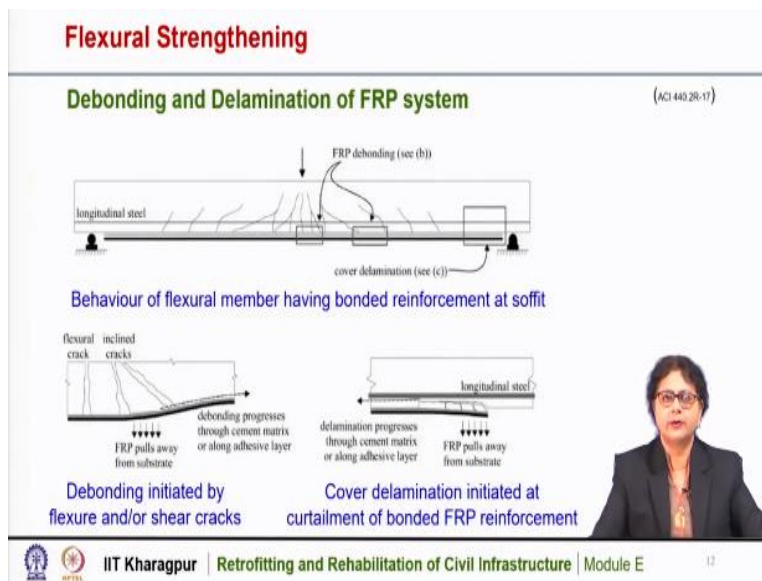 Flexural Strengthening
Debonding and Delamination of FRP system
(ACI 440.2R-17)
FRP debonding (see (b))
longitudinal steel
cover delamination (see (c))
Behaviour of flexural member having bonded reinforcement at soffit
flexural inclined
crack cracks
debonding progresses
through cement matrix
or along adhesive layer
FRP pulls away
from substrate
Debonding initiated by
flexure and/or shear cracks
longitudinal steel
delamination progresses
through cement matrix
or along adhesive layer
FRP pulls away
from substrate
Cover delamination initiated at
curtailment of bonded FRP reinforcement
IIT Kharagpur | Retrofitting and Rehabilitation of Civil Infrastructure | Module E
12